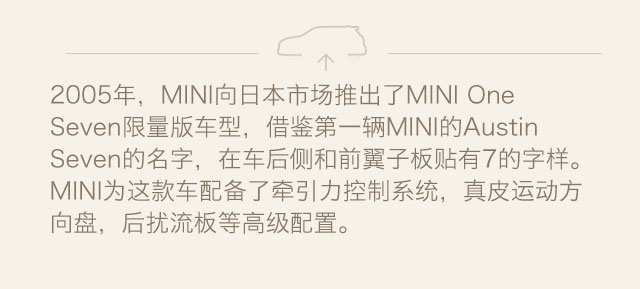 2005年，MINI向日本市场推出了MINI One
Seven限量版车型，借鉴第一辆MINI的Austin
Seven的名字，在车后侧和前翼子板贴有7的字样。
MINI为这款车配备了牵引力控制系统，真皮运动方
向盘，后扰流板等高级配置。